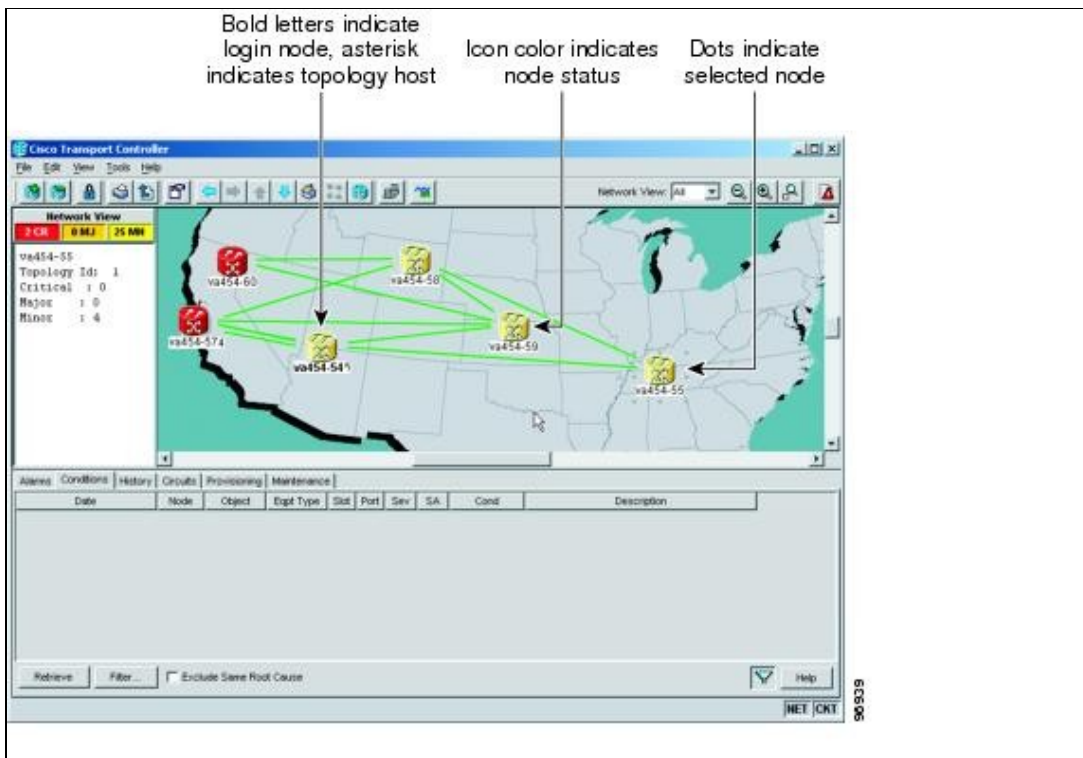 Bold letters indicate
login node, asterisk
indicates topology host
Icon color indicates
node status
Dots indicate
selected node
Cisco Transport Controller
File Edit View Tools Help
Network View: All
Network View
2 CR 0 MJ 25 MN
va454-55
Topology Id: 1
Critical : 0
Major : 0
Minor : 4
va454-60
va454-58
va454-574
va454-59
va454-54*
va454-55
Alarms Conditions History Circuits Provisioning Maintenance
Date Node Object Eqpt Type Slot Port Sev SA Cond Description
Retrieve Filter... Exclude Same Root Cause Help
NET CKT
96939